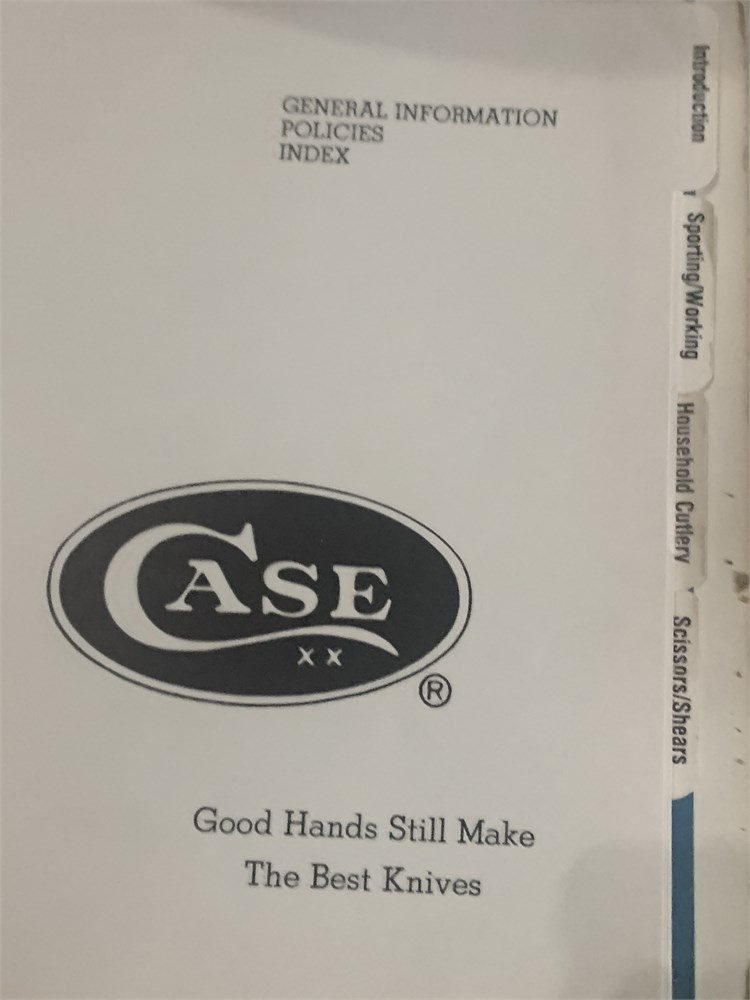 GENERAL INFORMATION
POLICIES
INDEX
Introduction
Sporting/Working
Household Cutlery
Scissors/Shears
CASE
XX
®
Good Hands Still Make
The Best Knives